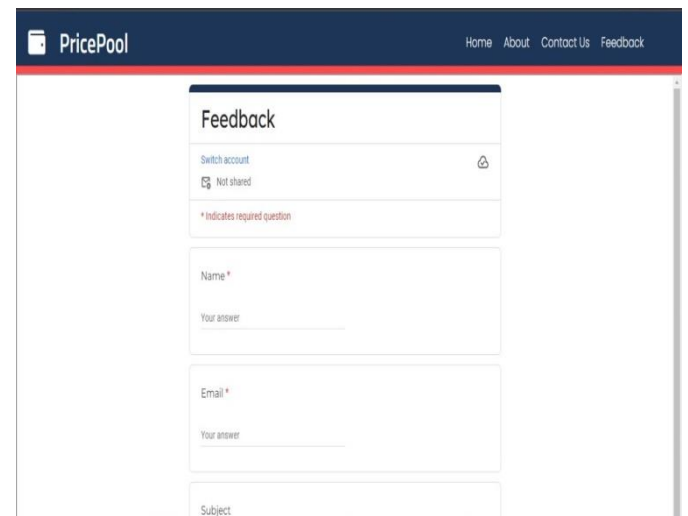 PricePool
Home About Contact Us Feedback
Feedback
Switch account
Not shared
* Indicates required question
Name *
Your answer
Email *
Your answer
Subject